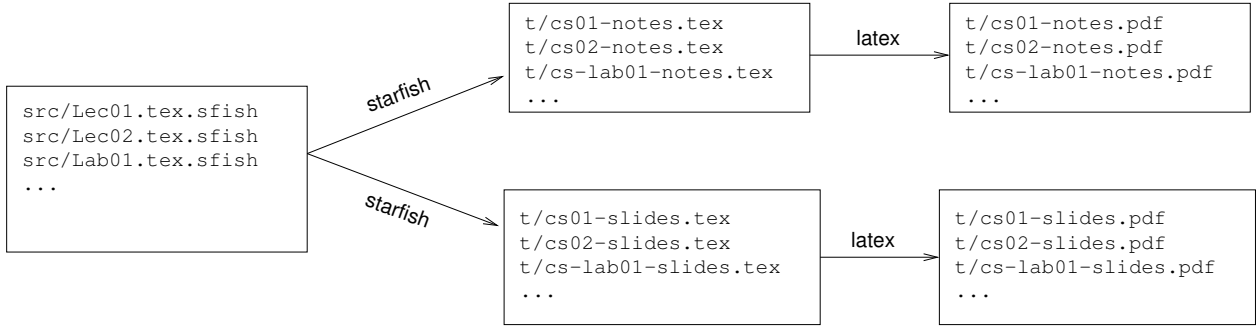 src/Lec01.tex.sfish
src/Lec02.tex.sfish
src/Lab01.tex.sfish
...
starfish
starfish
t/cs01-notes.tex
t/cs02-notes.tex
t/cs-lab01-notes.tex
...
latex
t/cs01-notes.pdf
t/cs02-notes.pdf
t/cs-lab01-notes.pdf
...
t/cs01-slides.tex
t/cs02-slides.tex
t/cs-lab01-slides.tex
...
latex
t/cs01-slides.pdf
t/cs02-slides.pdf
t/cs-lab01-slides.pdf
...